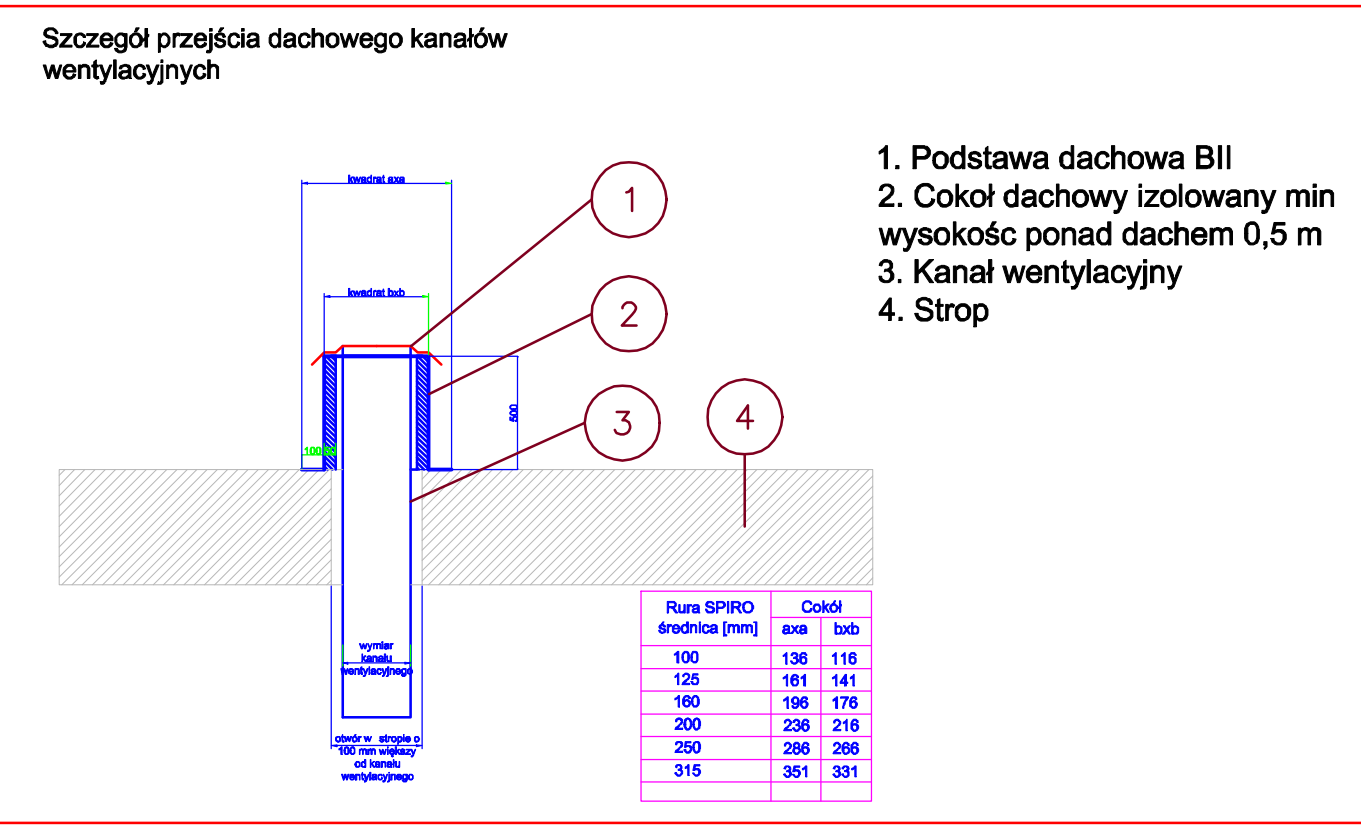 Szczegół przejścia dachowego kanałów
wentylacyjnych
1. Podstawa dachowa BII
2. Cokoł dachowy izolowany min
wysokośc ponad dachem 0,5 m
3. Kanał wentylacyjny
4. Strop
kwadrat axa
1
kwadrat bxb
2
500
3
4
100
wymiar
kanału
wentylacyjnego
otwór w stropie o
100 mm większy
od kanału
wentylacyjnego
Rura SPIRO Cokół
średnica [mm] axa bxb
100 136 116
125 161 141
160 196 176
200 236 216
250 286 266
315 351 331